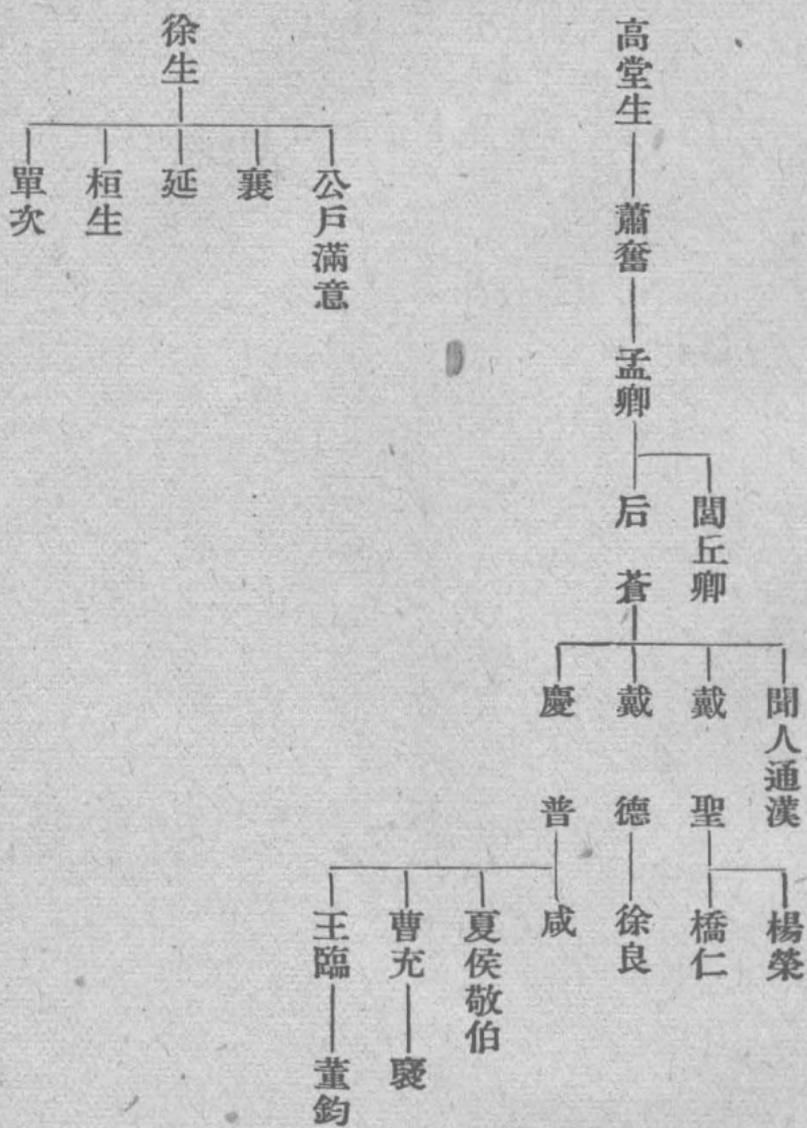 高堂生
蕭奮
孟卿
閭丘卿
后蒼
聞人通漢
戴聖
戴德
慶普
楊榮
橋仁
徐良
咸
夏侯敬伯
曹充
襃
王臨
董鈞
徐生
公戶滿意
襄
延
桓生
單次